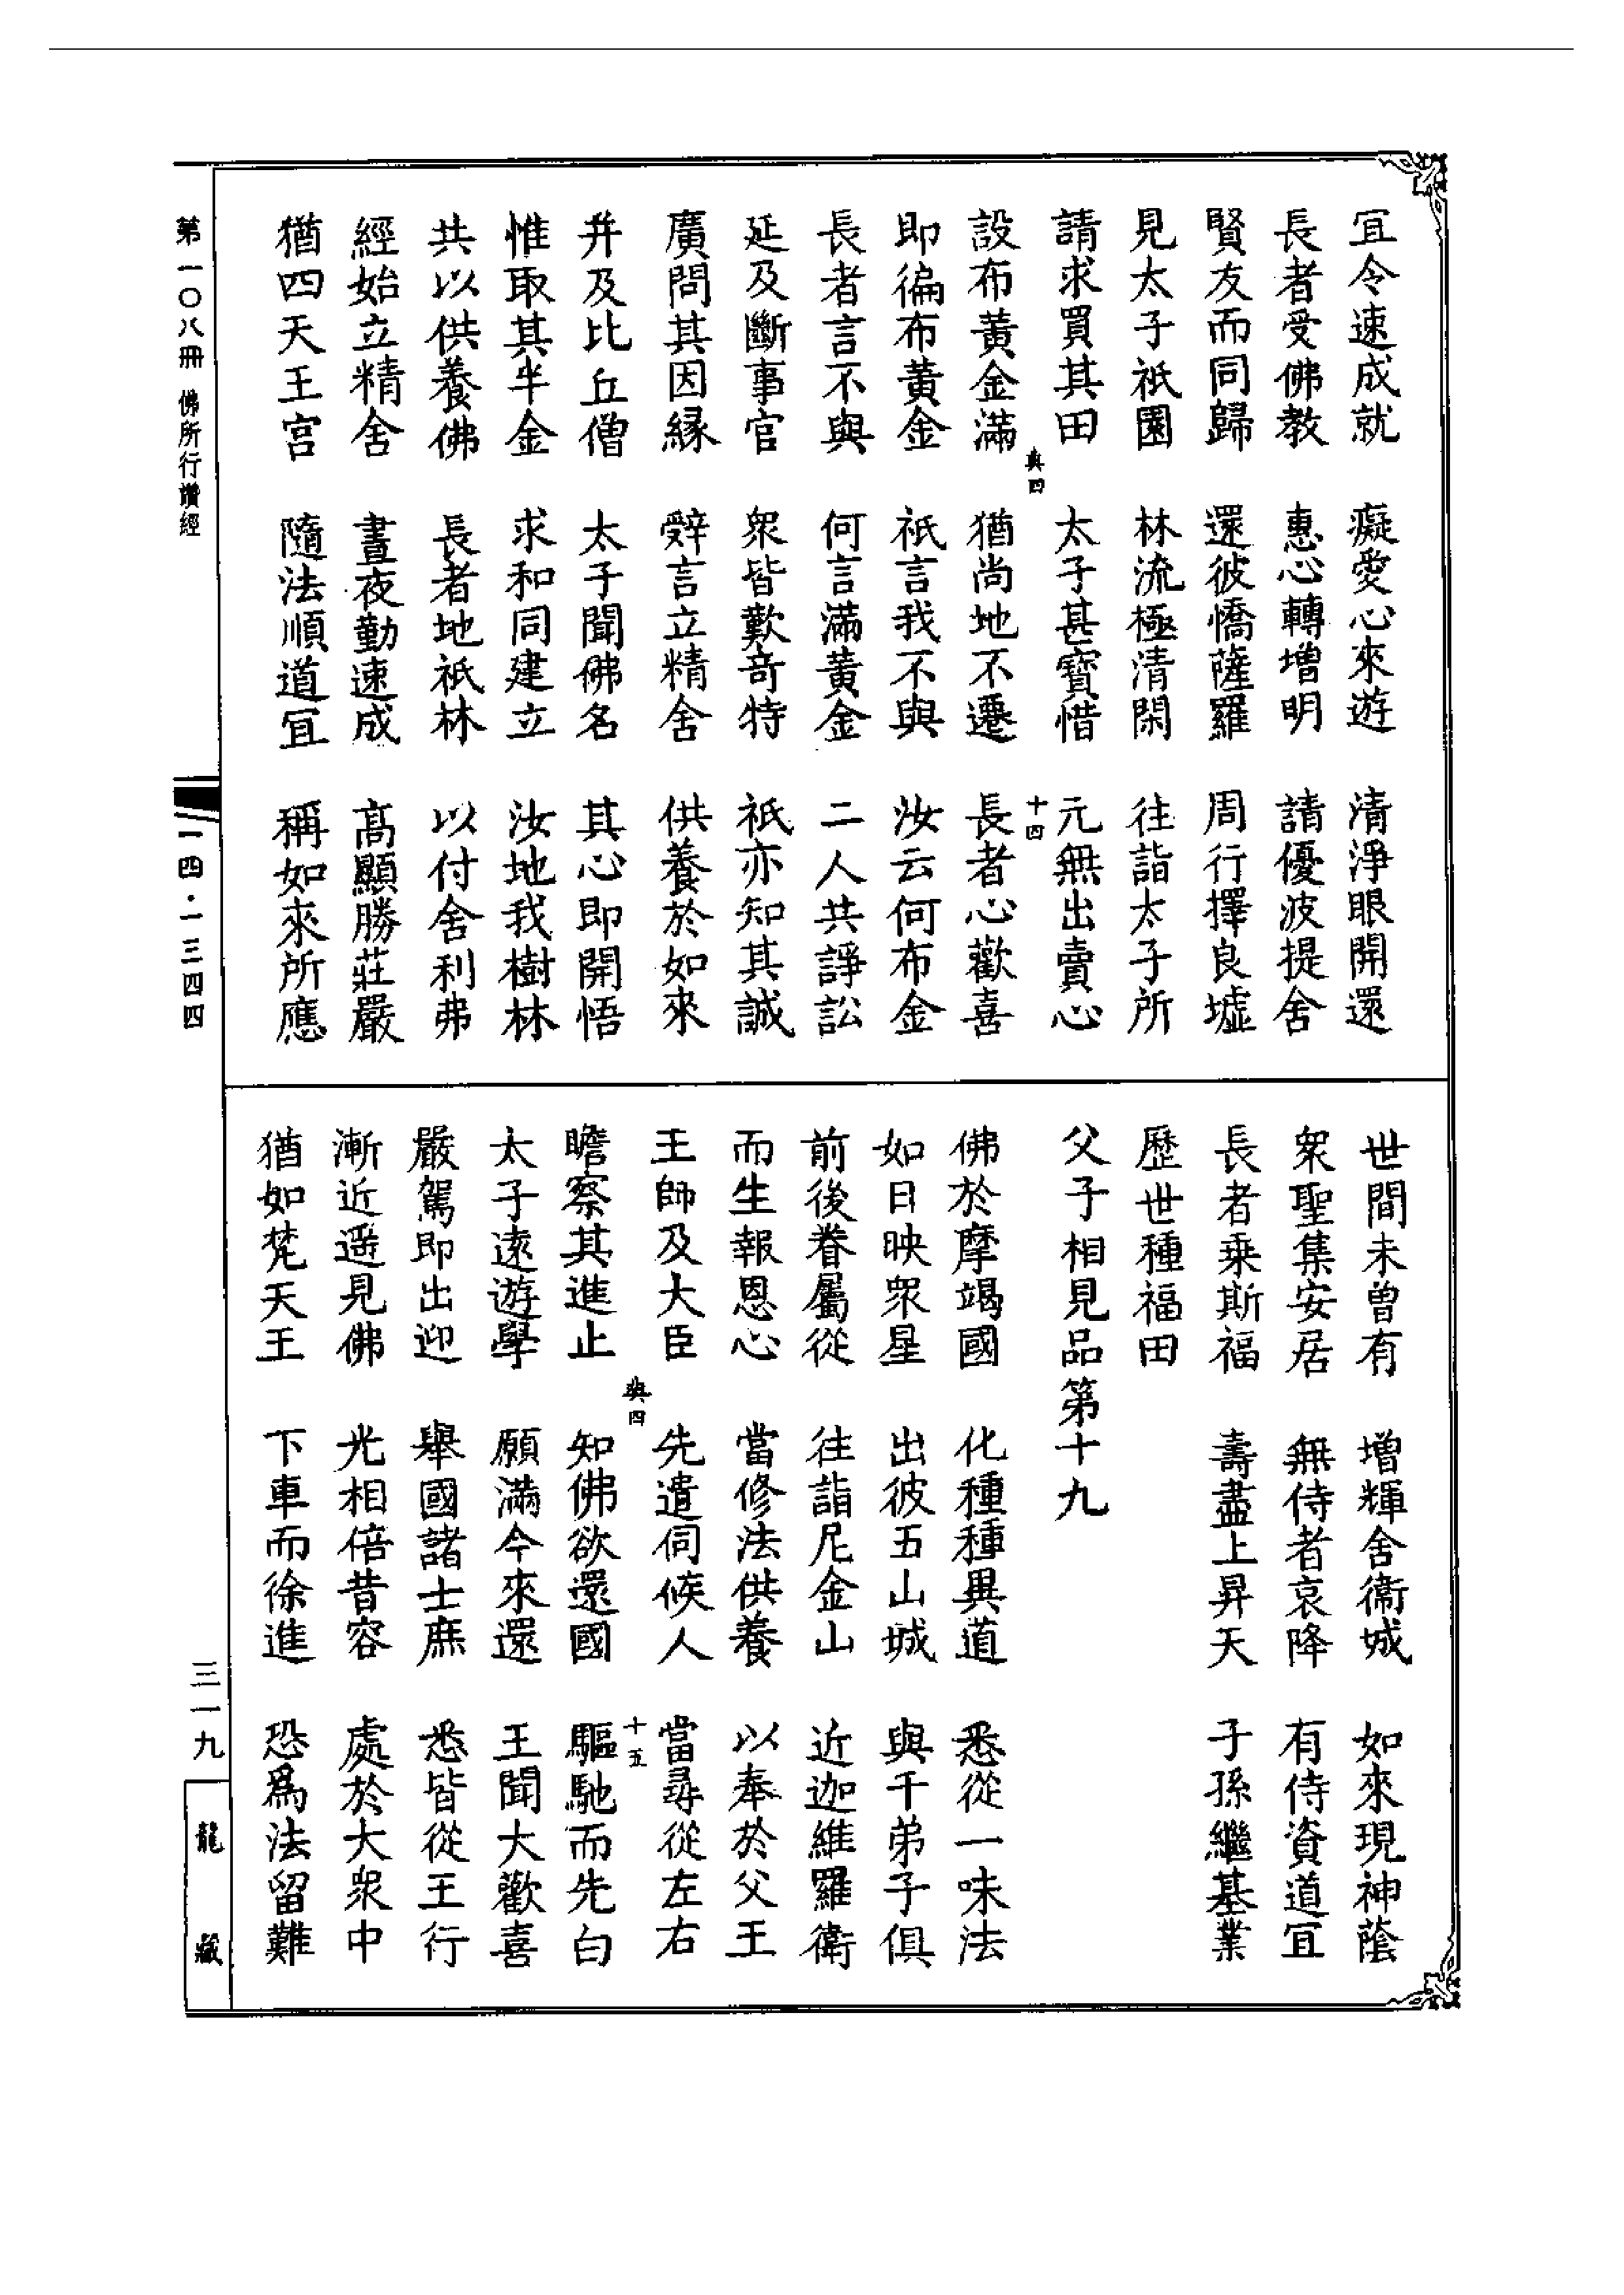 宜令速成就　癡愛心來遊　清淨眼開還
長者受佛教　惠心轉增明　請優波提舍
賢友而同歸　還彼憍薩羅　周行擇良墟
見太子祇園　林流極清閑　往詣太子所
請求買其田　太子甚寶惜　元無出賣心
典四　十四
設布黃金滿　猶尚地不遷　長者心歡喜
即徧布黃金　祇言我不與　汝云何布金
長者言不與　何言滿黃金　二人共諍訟
延及斷事官　衆皆歎奇特　祇亦知其誠
廣問其因緣　辤言立精舍　供養於如來
幷及比丘僧　太子聞佛名　其心即開悟
惟取其半金　求和同建立　汝地我樹林
共以供養佛　長者地祇林　以付舍利弗
經始立精舍　晝夜勤速成　高顯勝莊嚴
猶四天王宮　隨法順道宜　稱如來所應
世間未曾有　增輝舍衛城　如來現神蔭
衆聖集安居　無侍者哀降　有侍資道宜
長者乗斯福　壽盡上昇天　子孫繼基業
歷世種福田
父子相見品第十九
佛於摩竭國　化種種異道　悉從一味法
如日映衆星　出彼五山城　與千弟子俱
前後眷屬從　往詣尼金山　近迦維羅衛
而生報恩心　當修法供養　以奉於父王
王師及大臣　先遣伺候人　當尋從左右
典四　十五
瞻察其進止　知佛欲還國　驅馳而先白
太子遠遊學　願滿今來還　王聞大歡喜
嚴駕即出迎　舉國諸士庶　悉皆從王行
漸近遥見佛　光相倍昔容　處於大衆中
猶如梵天王　下車而徐進　恐爲法留難
第一〇八冊　佛所行讚經
一四·一三四四
三一九
龍藏